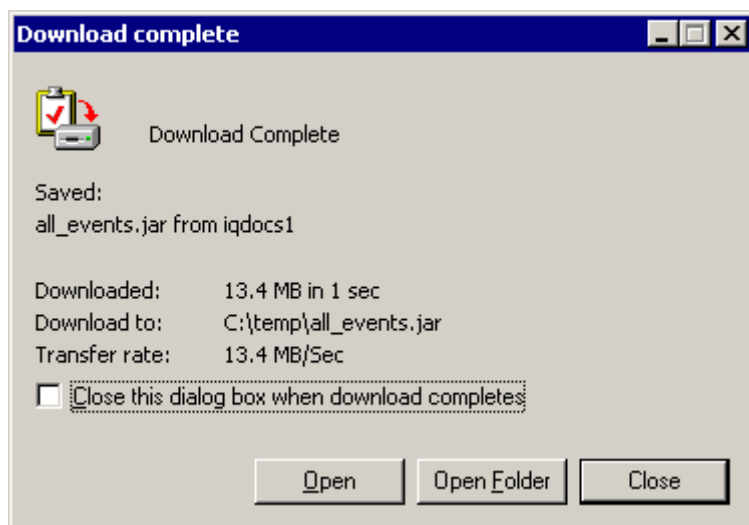 Download complete
Download Complete
Saved:
all_events.jar from iqdocs1
Downloaded: 13.4 MB in 1 sec
Download to: C:\temp\all_events.jar
Transfer rate: 13.4 MB/Sec
Close this dialog box when download completes
Open Open Folder Close